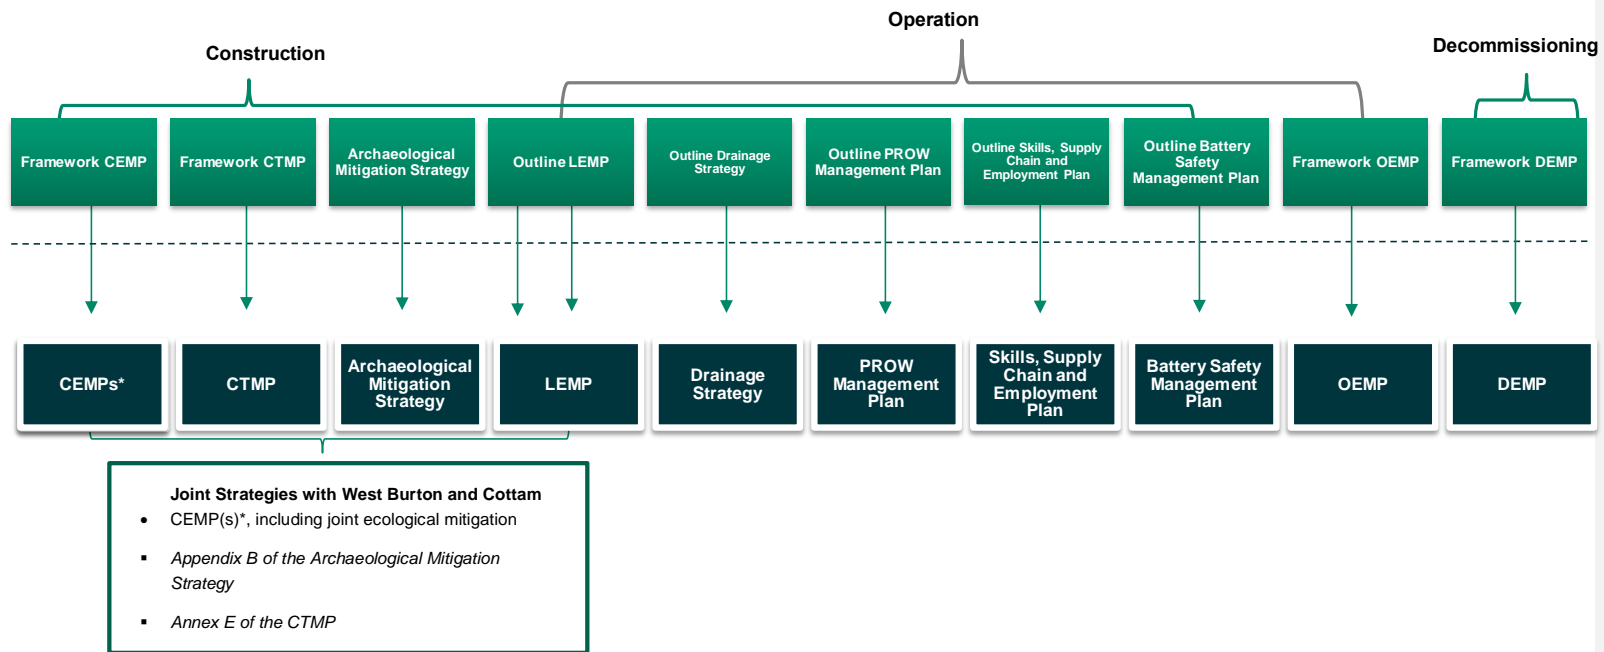 Operation
Construction
Decommissioning
Framework CEMP
Framework CTMP
Archaeological
Mitigation Strategy
Outline LEMP
Outline Drainage
Strategy
Outline PROW
Management Plan
Outline Skills, Supply
Chain and
Employment Plan
Outline Battery
Safety
Management Plan
Framework OEMP
Framework DEMP
CEMPs*
CTMP
Archaeological
Mitigation
Strategy
LEMP
Drainage
Strategy
PROW
Management
Plan
Skills, Supply
Chain and
Employment
Plan
Battery Safety
Management
Plan
OEMP
DEMP
Joint Strategies with West Burton and Cottam
• CEMP(s)*, including joint ecological mitigation
▪ Appendix B of the Archaeological Mitigation
Strategy
▪ Annex E of the CTMP